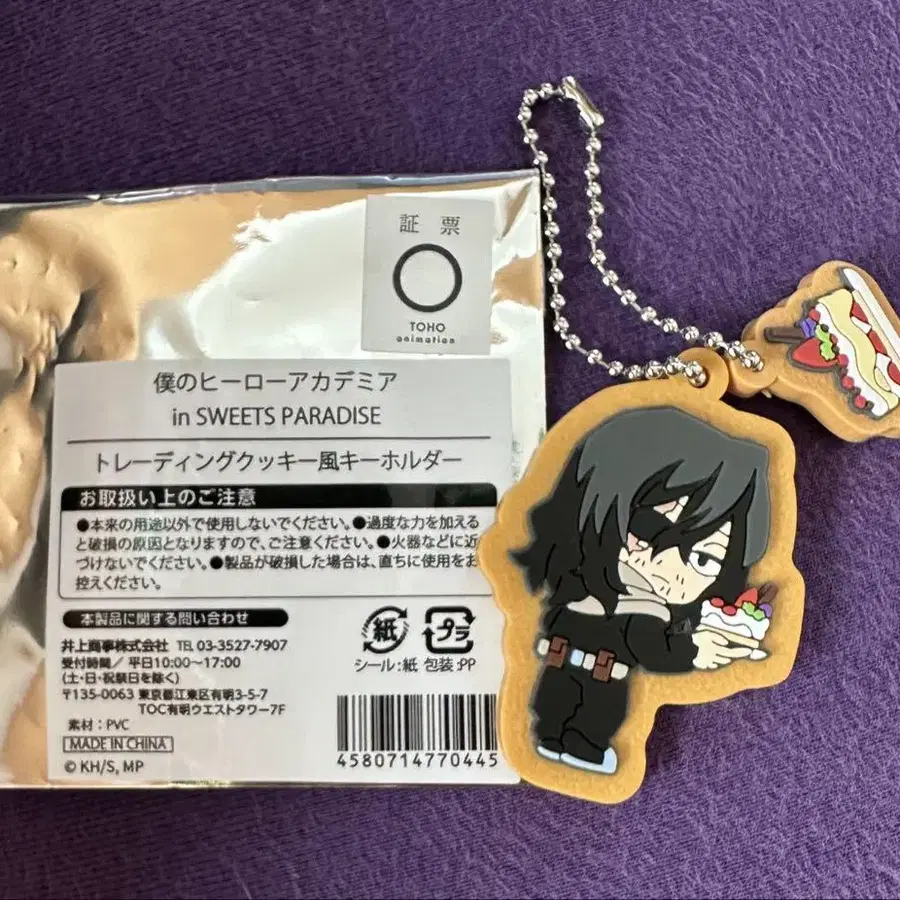 証票
TOHO
animation
僕のヒーローアカデミア
in SWEETS PARADISE
トレーディングクッキー風キーホルダー
お取扱い上のご注意
●本来の用途以外で使用しないでください。●過度な力を加える
と破損の原因となりますので、ご注意ください。●火器などに近
づけないでください。●製品が破損した場合は、直ちに使用をお
控えください。
本製品に関する問い合わせ
井上商事株式会社 TEL 03-3527-7907
受付時間／平日10:00〜17:00
(土・日・祝祭日を除く)
〒135-0063 東京都江東区有明3-5-7
TOC有明ウエストタワー7F
素材：PVC
MADE IN CHINA
© KH/S, MP
紙 プラ
シール:紙 包装:PP
4580714770445